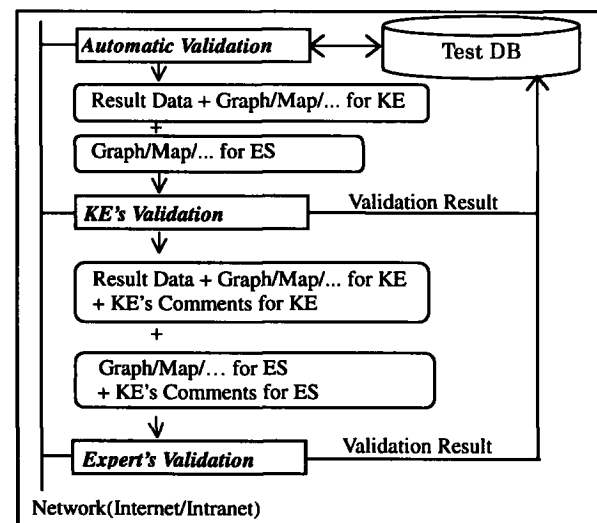 Automatic Validation
Test DB
Result Data + Graph/Map/... for KE
+
Graph/Map/... for ES
KE's Validation
Validation Result
Result Data + Graph/Map/... for KE
+ KE's Comments for KE
+
Graph/Map/... for ES
+ KE's Comments for ES
Expert's Validation
Validation Result
Network(Internet/Intranet)